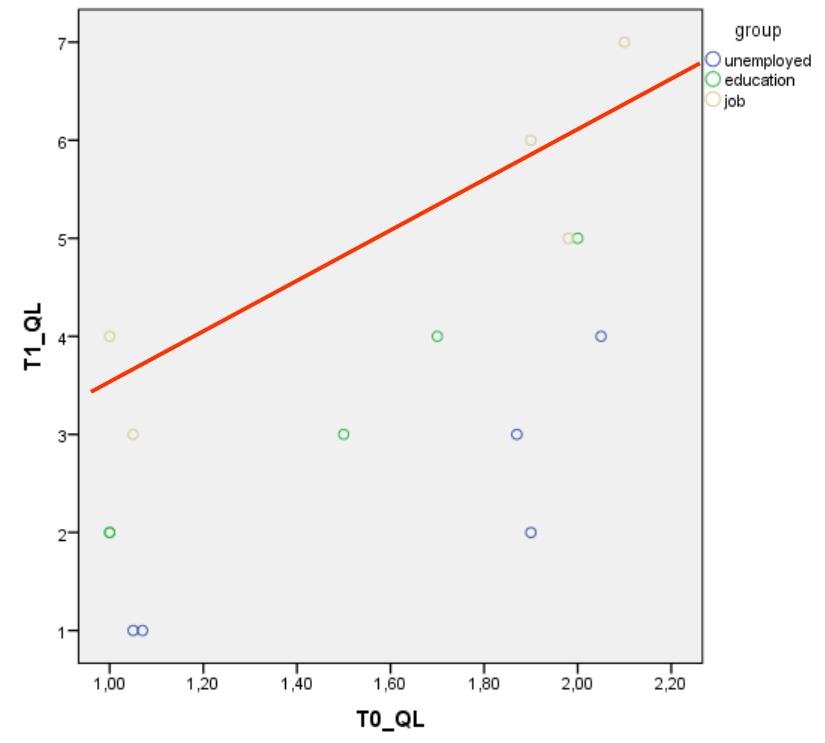 group
unemployed
education
job
7
6
5
4
3
2
1
T1_QL
1,00 1,20 1,40 1,60 1,80 2,00 2,20
T0_QL